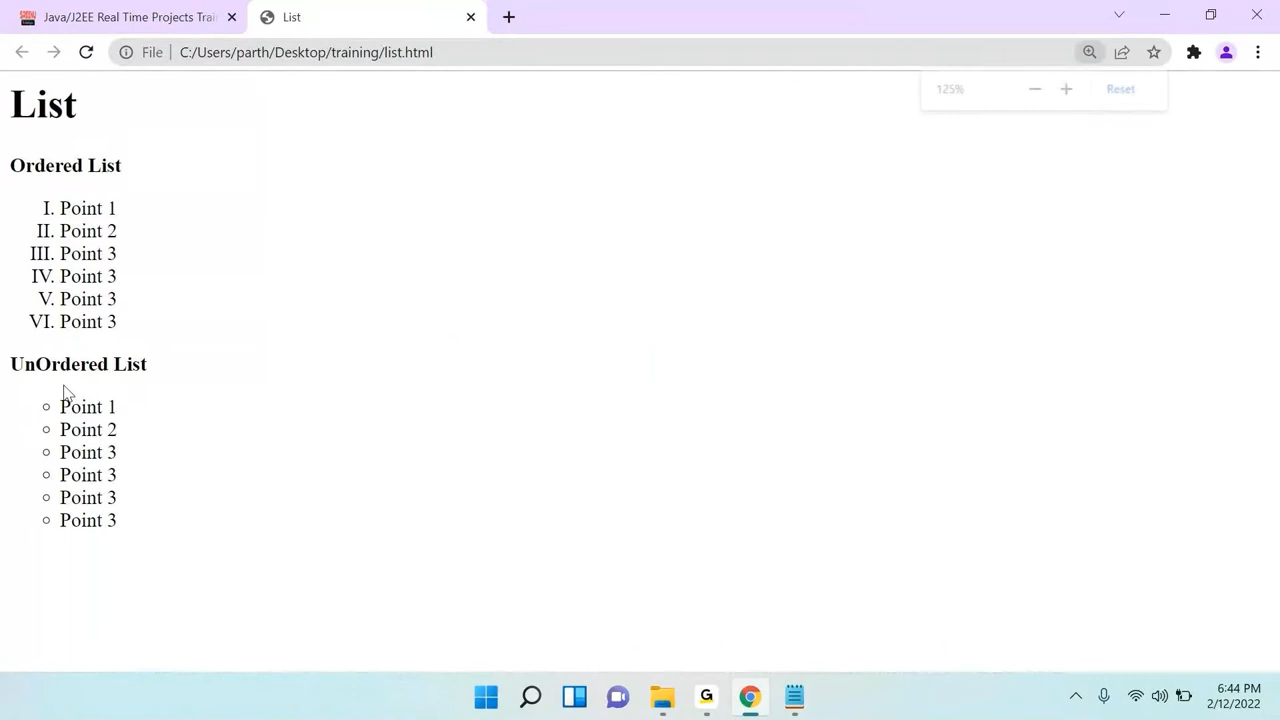 Java/J2EE Real Time Projects Trai
List
File
C:/Users/parth/Desktop/training/list.html
125%
Reset
List
Ordered List
I. Point 1
II. Point 2
III. Point 3
IV. Point 3
V. Point 3
VI. Point 3
UnOrdered List
Point 1
Point 2
Point 3
Point 3
Point 3
Point 3
G
6:44 PM
2/12/2022